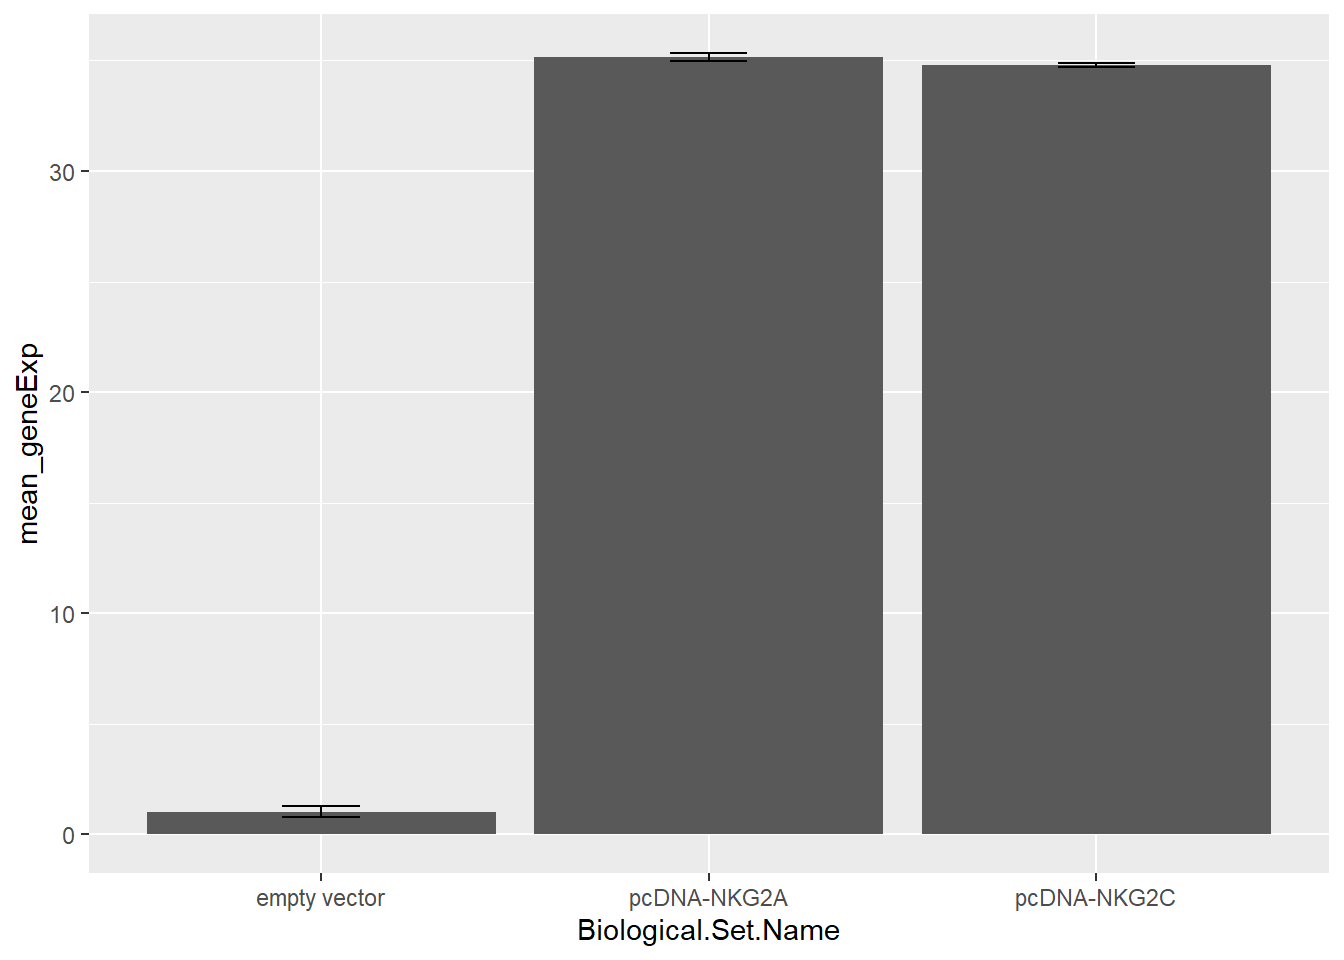 mean_geneExp
30
20
10
0
empty vector
pcDNA-NKG2A
pcDNA-NKG2C
Biological.Set.Name